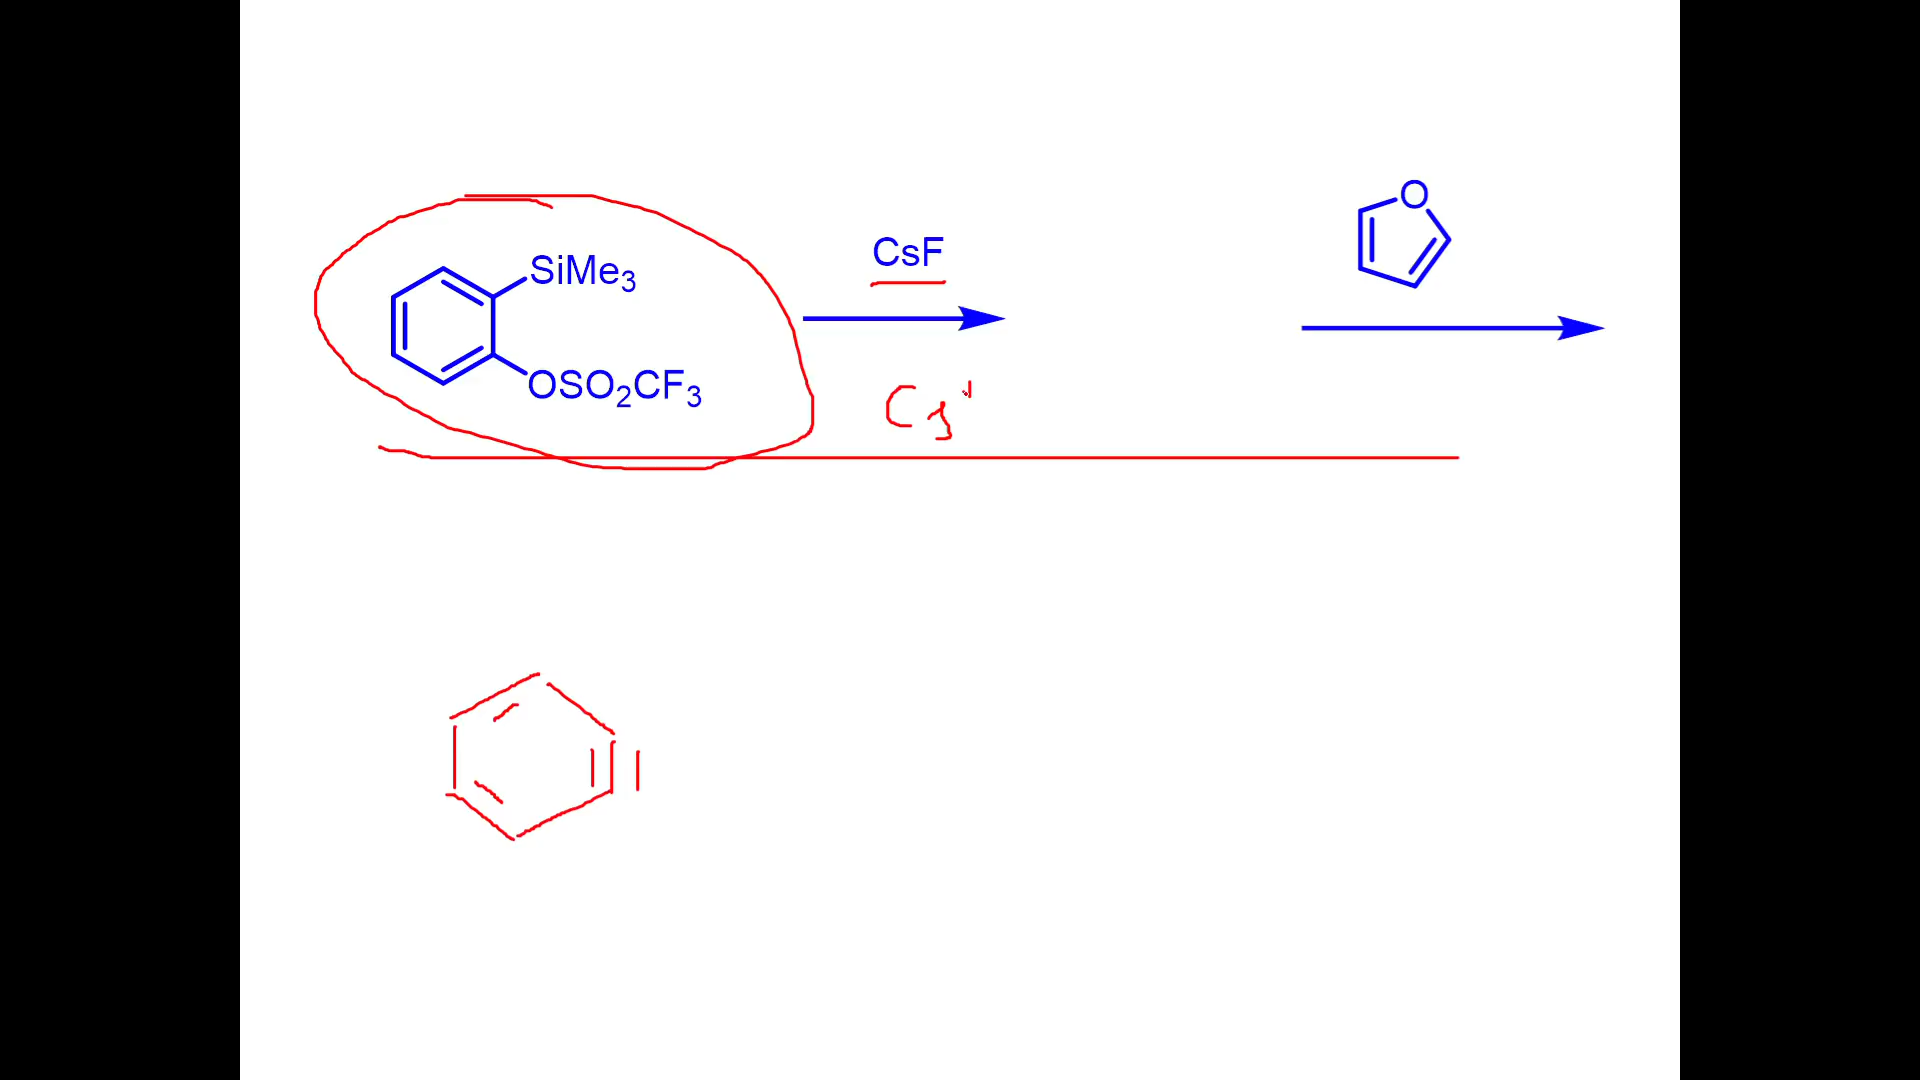 O
CsF
SiMe₃
OSO₂CF₃
Cs⁺